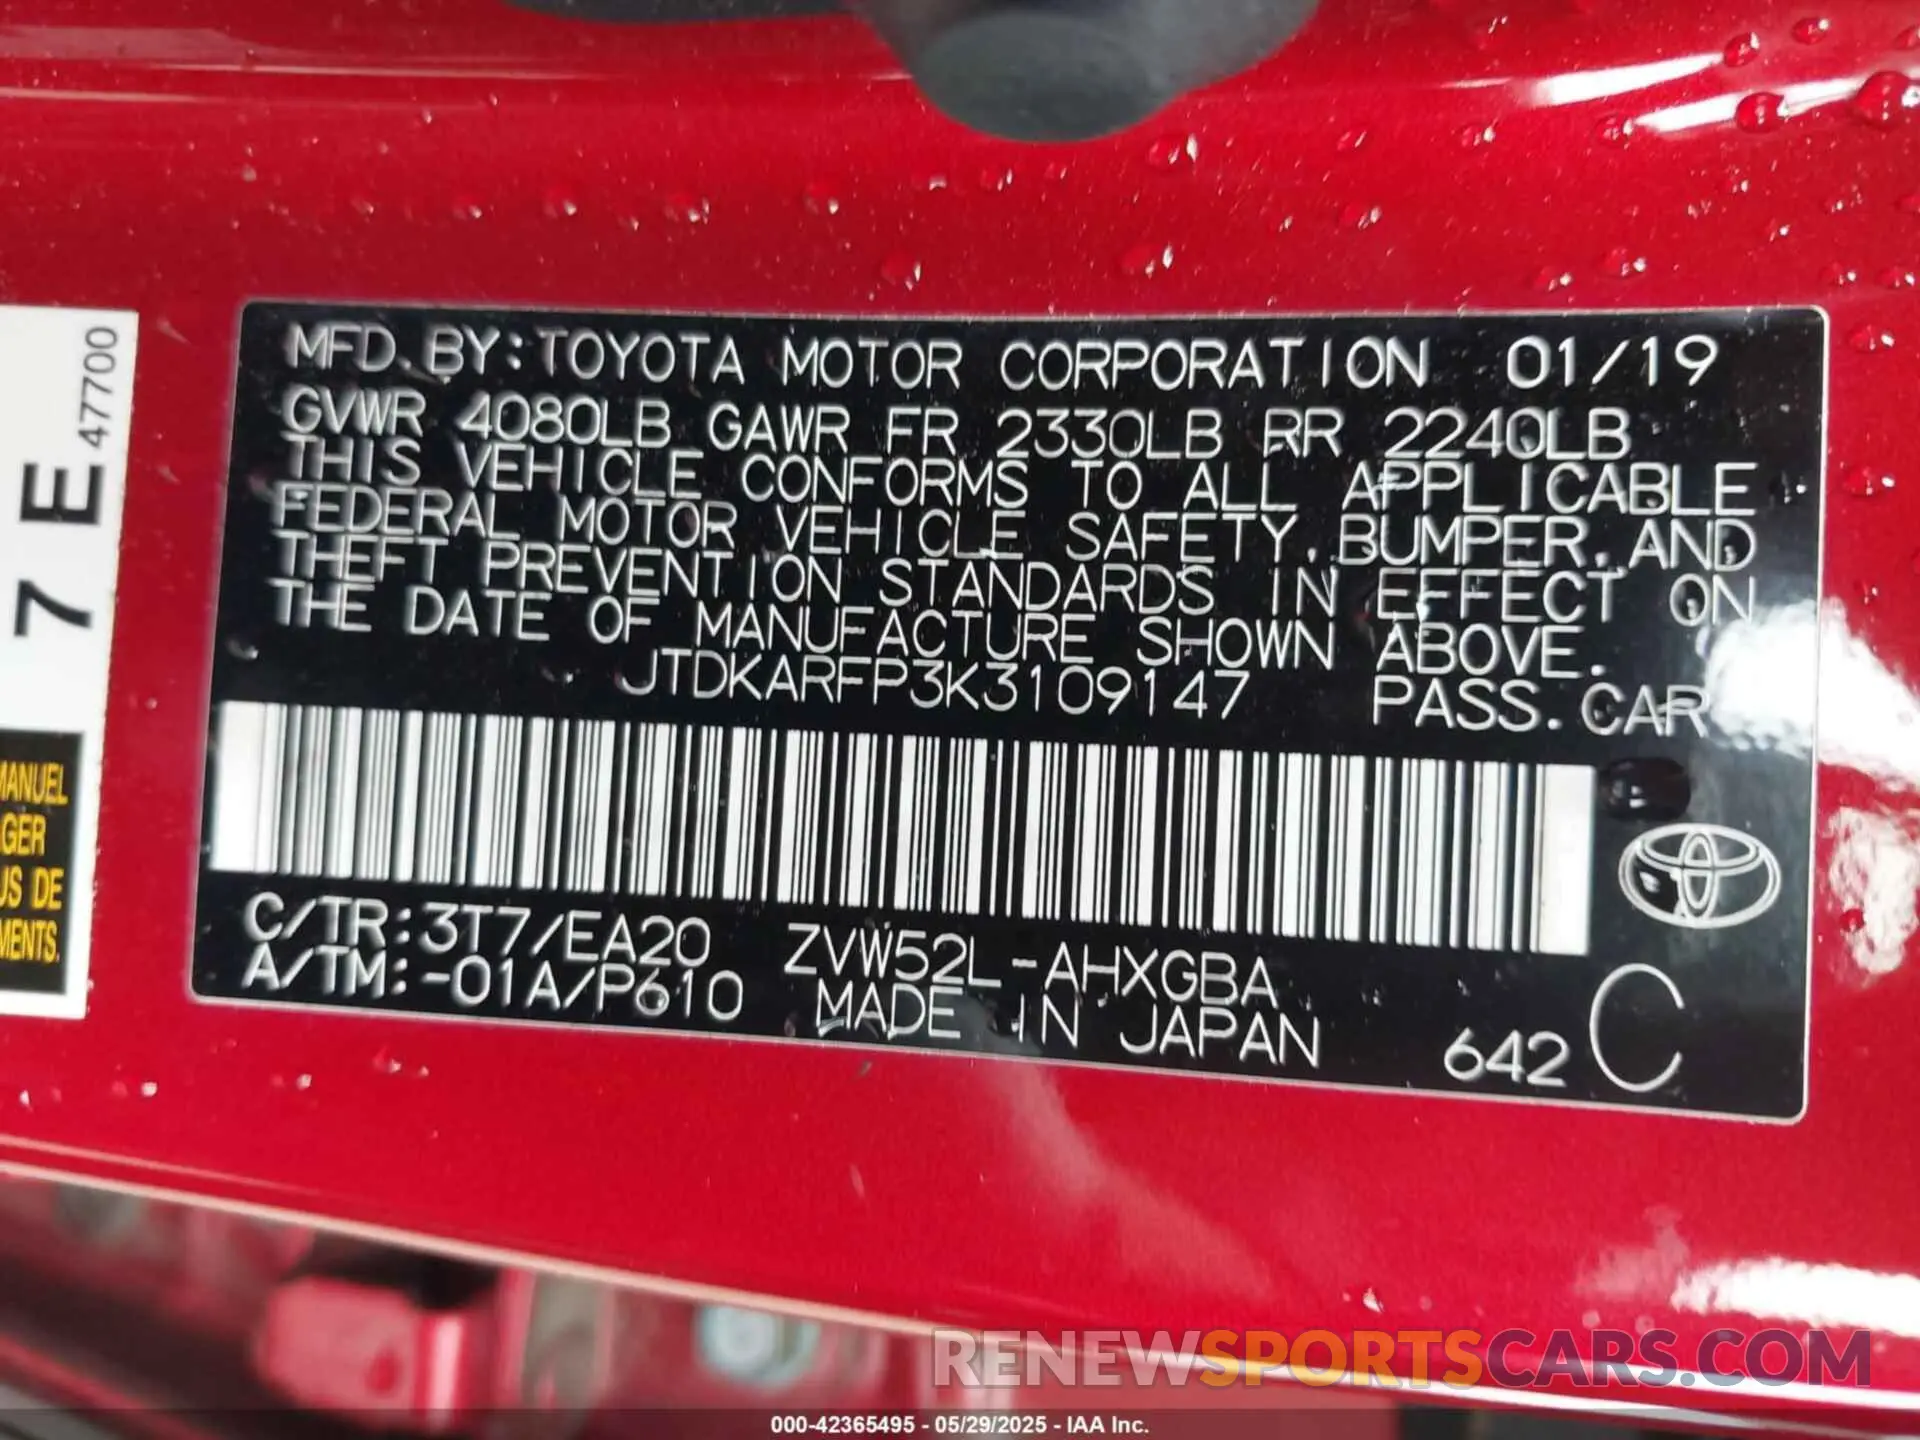 MFD. BY: TOYOTA MOTOR CORPORATION 01/19
GVWR 4080LB GAWR FR 2330LB RR 2240LB
THIS VEHICLE CONFORMS TO ALL APPLICABLE
FEDERAL MOTOR VEHICLE SAFETY, BUMPER, AND
THEFT PREVENTION STANDARDS IN EFFECT ON
THE DATE OF MANUFACTURE SHOWN ABOVE.
JTDKARFP3K3109147 PASS. CAR
C/TR: 3T7/EA20 ZVW52L-AHXGBA
A/TM: -01A/P610 MADE IN JAPAN 642 C
7 E 47700
MANUEL
GER
US DE
MENTS.
RENEWSPORTSCARS.COM
000-42365495 - 05/29/2025 - IAA Inc.